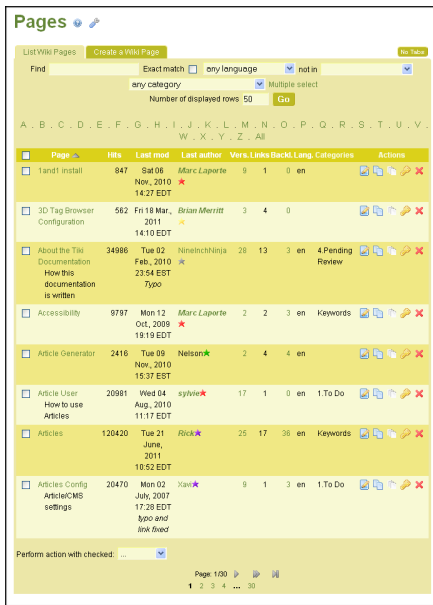 Pages
List Wiki Pages Create a Wiki Page No Tabs
Find Exact match any language not in
any category Multiple select
Number of displayed rows 50 Go
A . B . C . D . E . F . G . H . I . J . K . L . M . N . O . P . Q . R . S . T . U . V .
W . X . Y . Z . All
Page Hits Last mod Last author Vers. Links Backl. Lang. Categories Actions
1and1 install 847 Sat 06 Marc Laporte 9 1 0 en
Nov., 2010
14:27 EDT
3D Tag Browser 562 Fri 18 Mar., Brian Merritt 3 4 0
Configuration 2011
14:10 EDT
About the Tiki 34986 Tue 02 NineInchNinja 28 13 3 en 4.Pending
Documentation Feb., 2010 Review
How this 23:54 EST
documentation Typo
is written
Accessibility 9797 Mon 12 Marc Laporte 2 2 3 en Keywords
Oct., 2009
19:19 EDT
Article Generator 2416 Tue 09 Nelson 2 4 4 en
Nov., 2010
15:37 EST
Article User 20981 Wed 04 sylvie 17 1 0 en 1.To Do
How to use Aug., 2010
Articles 11:17 EDT
Articles 120420 Tue 21 Rick 25 17 36 en Keywords
June,
2011
10:52 EDT
Articles Config 20470 Mon 02 Xavi 9 1 3 en 1.To Do
Article/CMS July, 2007
settings 17:28 EDT
typo and
link fixed
Perform action with checked: ...
Page: 1/30
1 2 3 4 ... 30